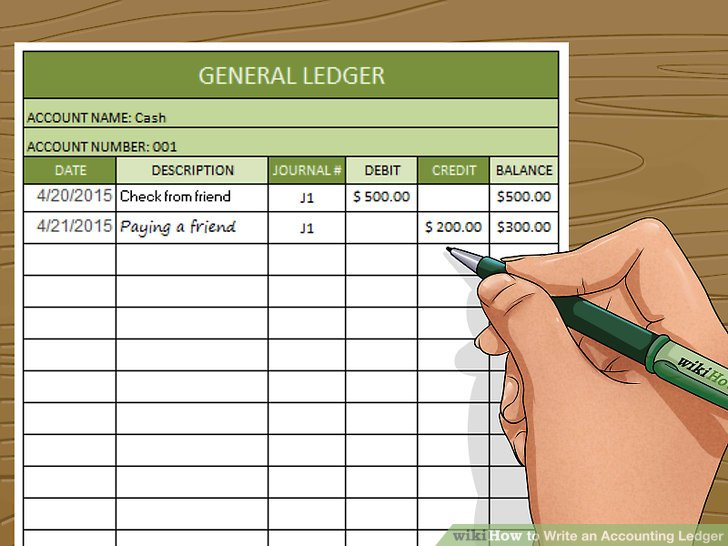 GENERAL LEDGER
ACCOUNT NAME: Cash
ACCOUNT NUMBER: 001
DATE DESCRIPTION JOURNAL # DEBIT CREDIT BALANCE
4/20/2015 Check from friend J1 $ 500.00 $500.00
4/21/2015 Paying a friend J1 $ 200.00 $300.00
wikiHo
wikiHow to Write an Accounting Ledger